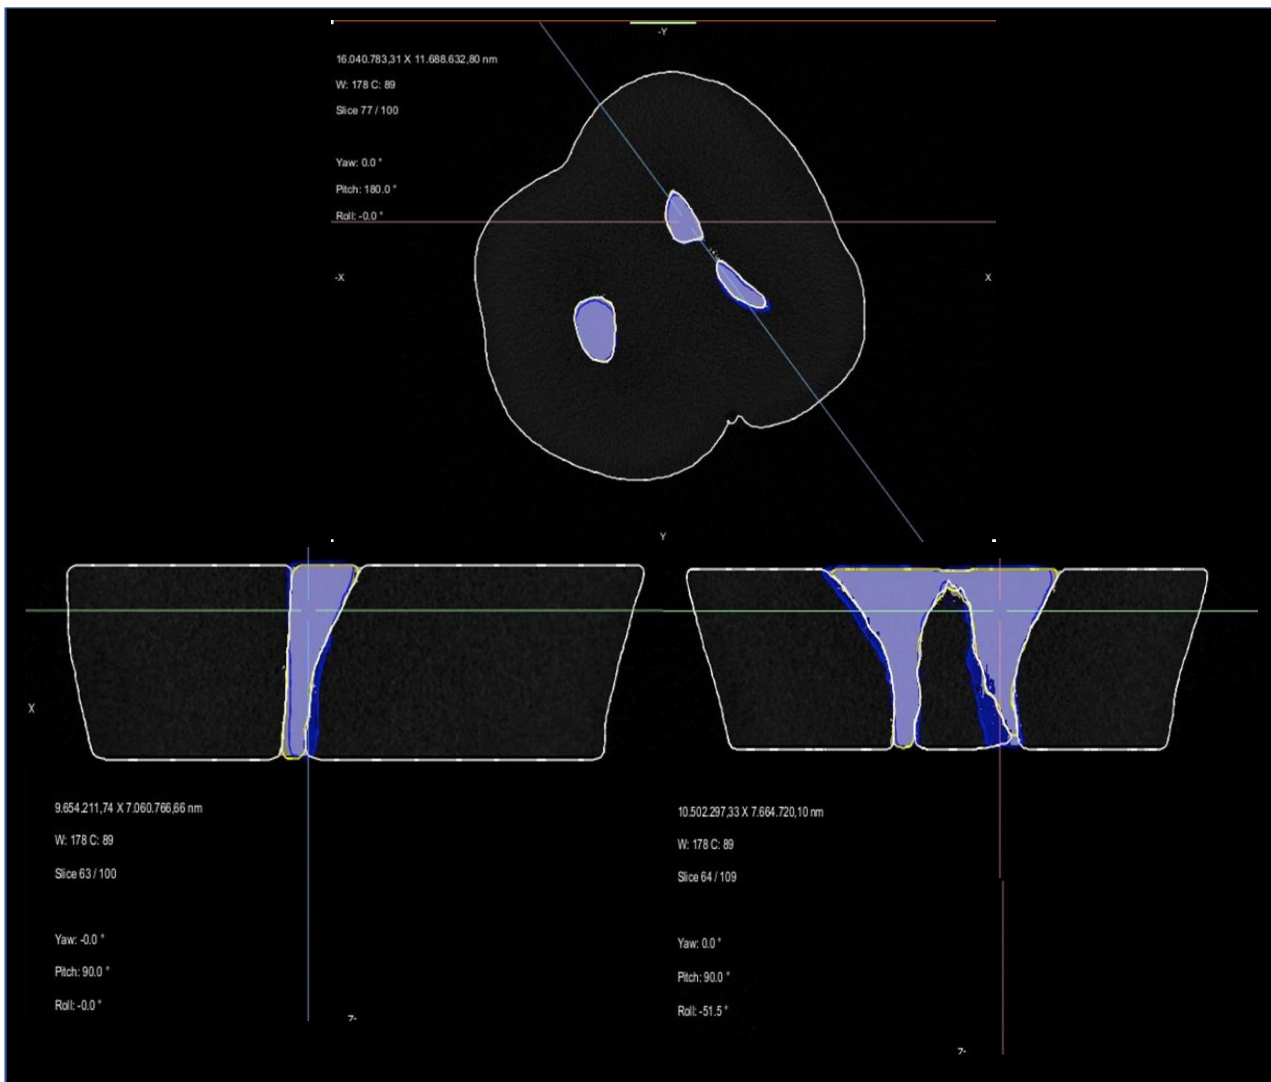 -Y
16.040.783,31 X 11.688.632,80 nm
W: 178 C: 89
Slice 77 / 100
Yaw: 0.0 °
Pitch: 180.0 °
Roll: -0.0 °
-X
X
Y
X
9.654.211,74 X 7.060.766,66 nm
W: 178 C: 89
Slice 63 / 100
Yaw: -0.0 °
Pitch: 90.0 °
Roll: -0.0 °
Z-
10.502.297,33 X 7.664.720,10 nm
W: 178 C: 89
Slice 64 / 109
Yaw: 0.0 °
Pitch: 90.0 °
Roll: -51.5 °
Z-